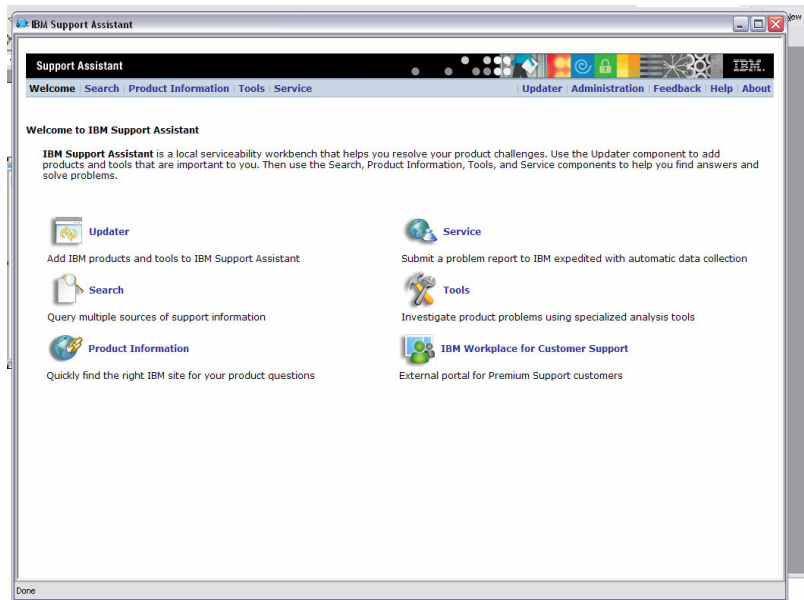 IBM Support Assistant
Support Assistant
IBM.
Welcome | Search | Product Information | Tools | Service
Updater | Administration | Feedback | Help | About
Welcome to IBM Support Assistant
IBM Support Assistant is a local serviceability workbench that helps you resolve your product challenges. Use the Updater component to add
products and tools that are important to you. Then use the Search, Product Information, Tools, and Service components to help you find answers and
solve problems.
Updater
Add IBM products and tools to IBM Support Assistant
Service
Submit a problem report to IBM expedited with automatic data collection
Search
Query multiple sources of support information
Tools
Investigate product problems using specialized analysis tools
Product Information
Quickly find the right IBM site for your product questions
IBM Workplace for Customer Support
External portal for Premium Support customers
Done